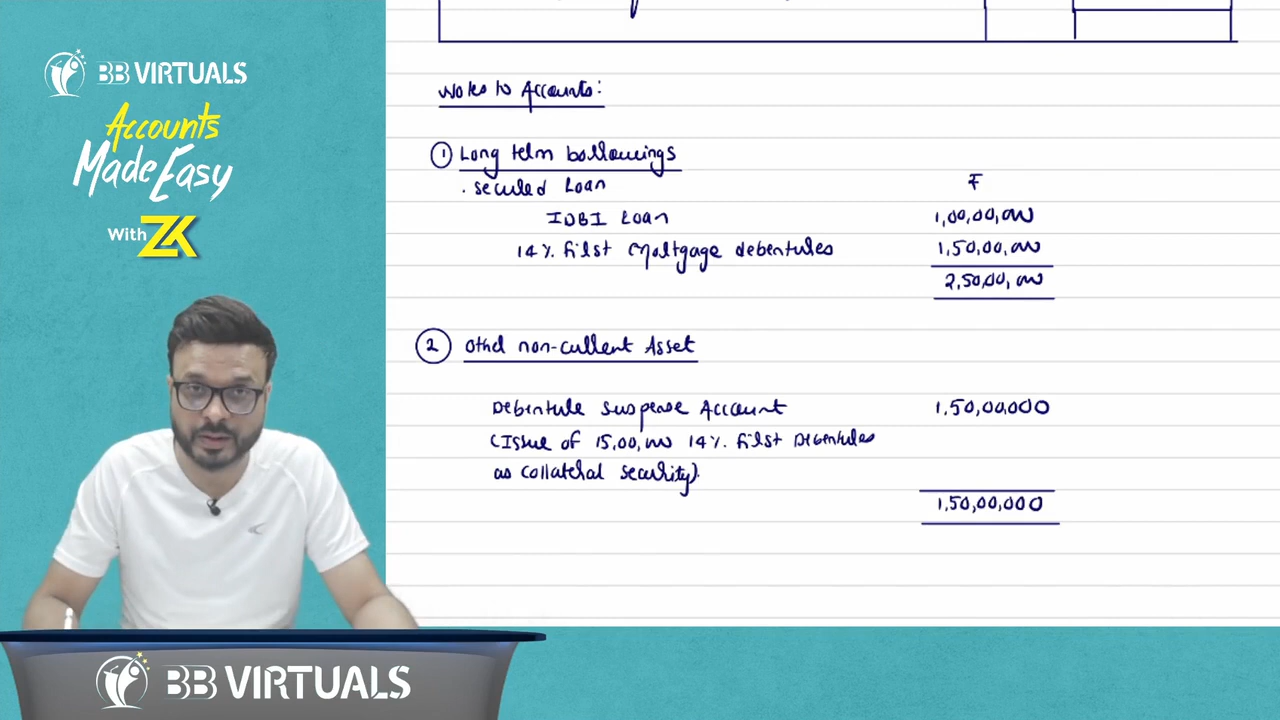 BB VIRTUALS
Accounts
Made Easy
With ZK
Notes to Accounts:
① Long term borrowings
. secured Loan ₹
IDBI Loan 1,00,00,000
14% first mortgage debentures 1,50,00,000
2,50,00,000
② other non-current Asset
Debenture suspense Account 1,50,00,000
(Issue of 15,00,000 14% first Debentures
as collateral security)
1,50,00,000
BB VIRTUALS